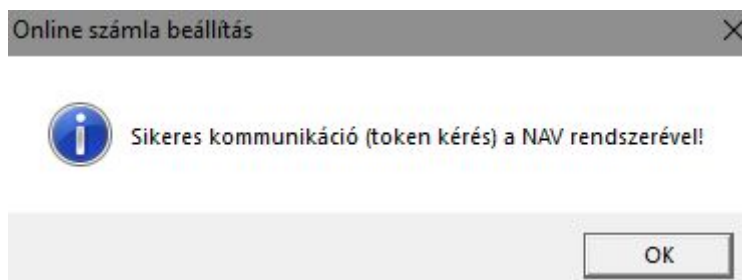 Online számla beállítás
Sikeres kommunikáció (token kérés) a NAV rendszerével!
OK